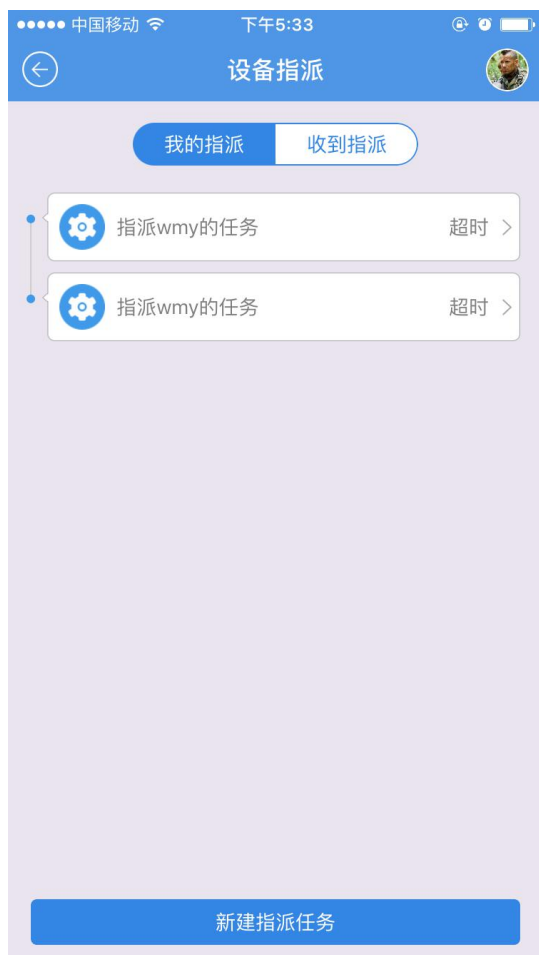 中国移动 下午5:33
设备指派
我的指派 收到指派
指派wmy的任务 超时
指派wmy的任务 超时
新建指派任务